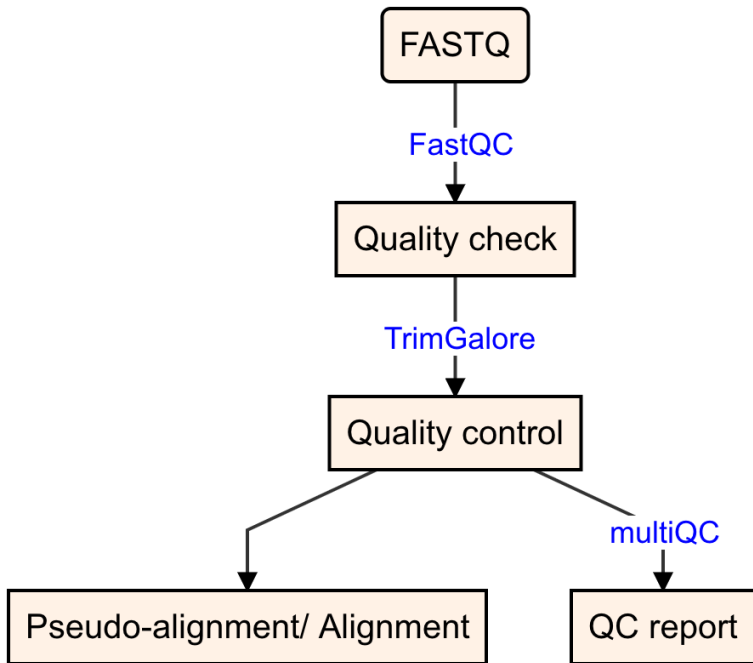 FASTQ
FastQC
Quality check
TrimGalore
Quality control
multiQC
Pseudo-alignment/ Alignment
QC report